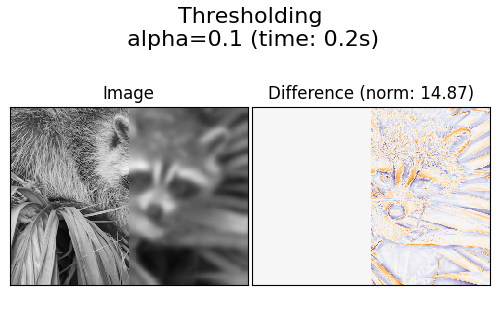 Thresholding
alpha=0.1 (time: 0.2s)
Image
Difference (norm: 14.87)